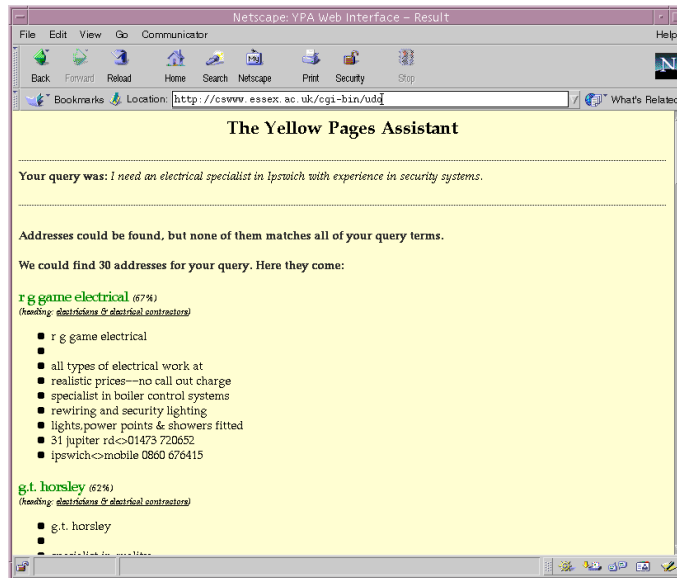 Netscape: YPA Web Interface – Result
File Edit View Go Communicator Help
Back Forward Reload Home Search Netscape Print Security Stop N
Bookmarks Location: http://cswww.essex.ac.uk/cgi-bin/udo What's Related
The Yellow Pages Assistant
Your query was: I need an electrical specialist in Ipswich with experience in security systems.
Addresses could be found, but none of them matches all of your query terms.
We could find 30 addresses for your query. Here they come:
r g game electrical (67%)
(heading: electricians & electrical contractors)
r g game electrical
all types of electrical work at
realistic prices--no call out charge
specialist in boiler control systems
rewiring and security lighting
lights,power points & showers fitted
31 jupiter rd<>01473 720652
ipswich<>mobile 0860 676415
g.t. horsley (62%)
(heading: electricians & electrical contractors)
g.t. horsley